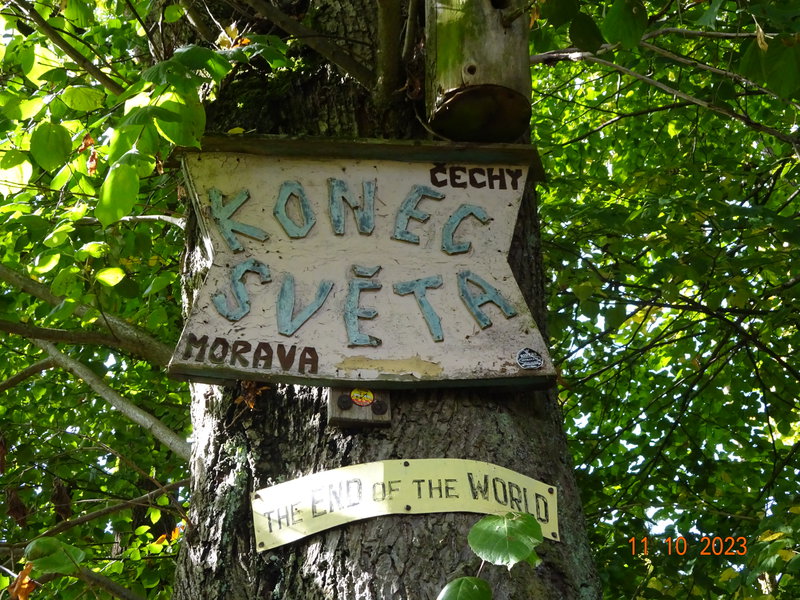 ČECHY
KONEC
SVĚTA
MORAVA
THE END OF THE WORLD
11 10 2023